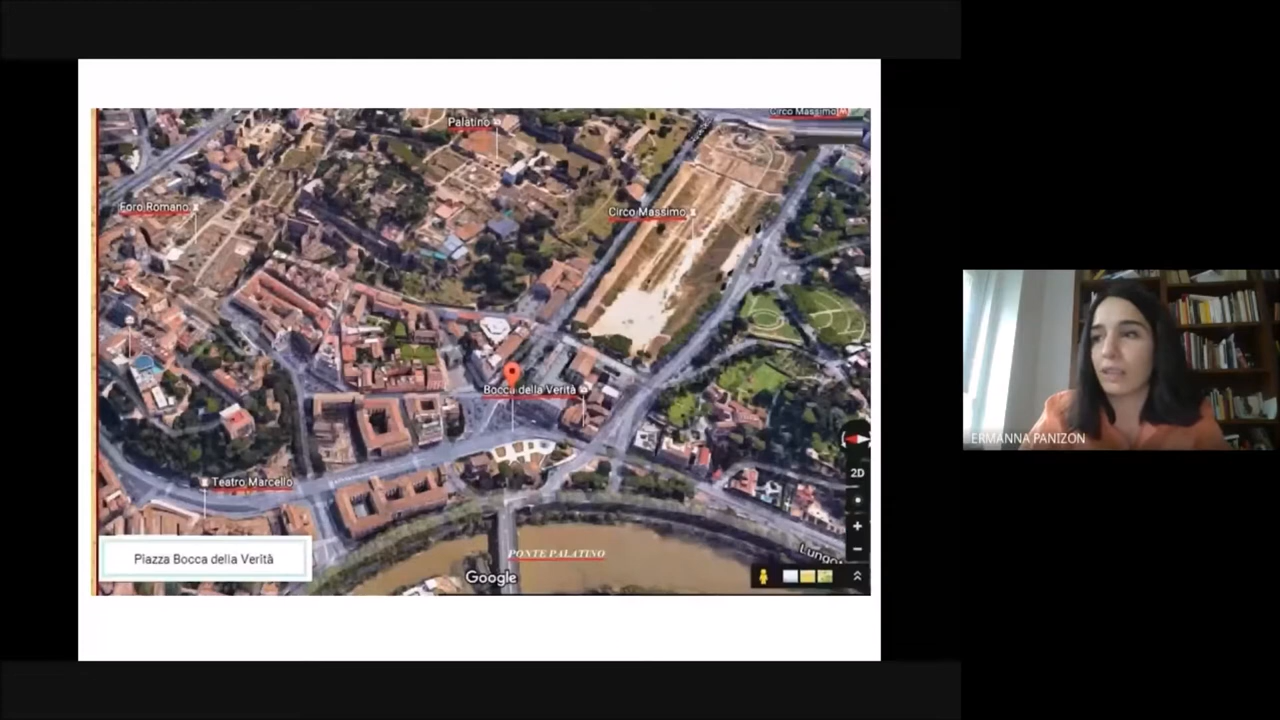 Circo Massimo M
Palatino
Foro Romano
Circo Massimo
Bocca della Verità
ERMANNA PANIZON
2D
Teatro Marcello
PONTE PALATINO
Piazza Bocca della Verità
Google